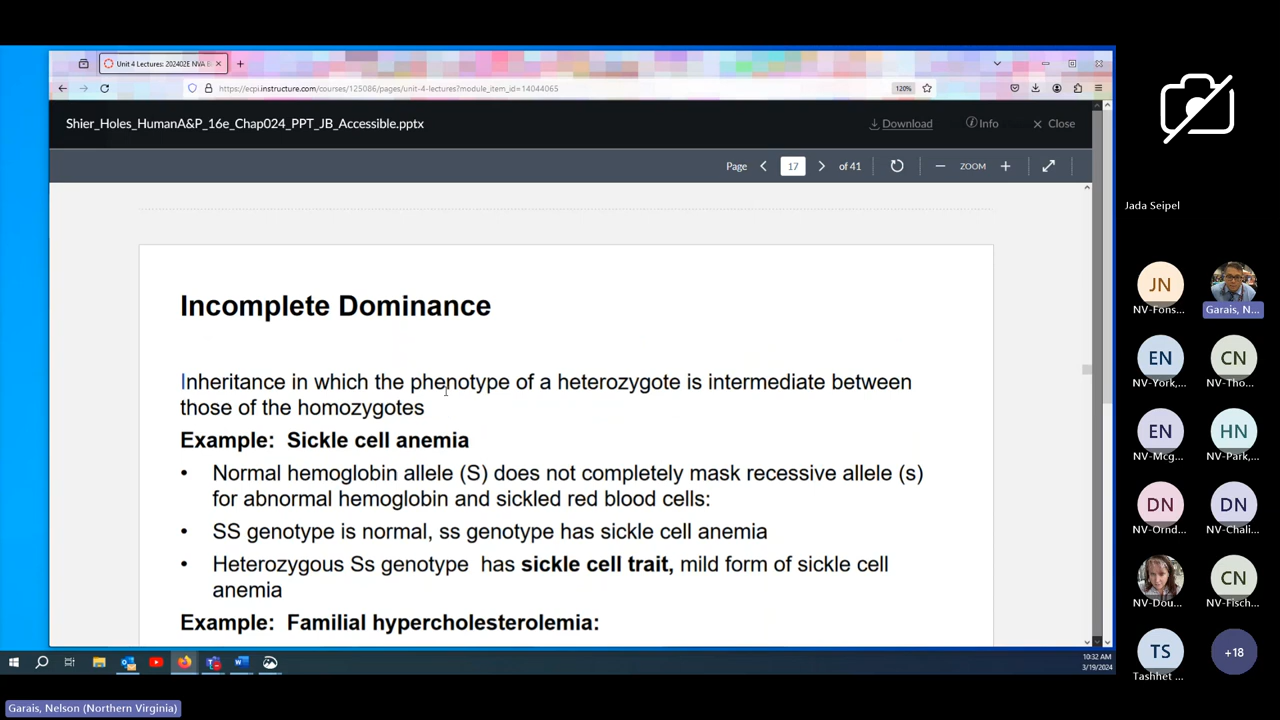 Unit 4 Lectures: 202402E NVA B
https://ecpi.instructure.com/courses/125086/pages/unit-4-lectures?module_item_id=14044065
120%
Shier_Holes_HumanA&P_16e_Chap024_PPT_JB_Accessible.pptx
Download
Info
Close
Page
17
of 41
ZOOM
Incomplete Dominance
Inheritance in which the phenotype of a heterozygote is intermediate between
those of the homozygotes
Example: Sickle cell anemia
• Normal hemoglobin allele (S) does not completely mask recessive allele (s)
for abnormal hemoglobin and sickled red blood cells:
• SS genotype is normal, ss genotype has sickle cell anemia
• Heterozygous Ss genotype has sickle cell trait, mild form of sickle cell
anemia
Example: Familial hypercholesterolemia:
10:32 AM
3/19/2024
Garais, Nelson (Northern Virginia)
Jada Seipel
JN
NV-Fons...
Garais, N...
EN
NV-York,...
CN
NV-Tho...
EN
NV-Mcg...
HN
NV-Park,...
DN
NV-Ornd...
DN
NV-Chali...
NV-Dou...
CN
NV-Fisch...
TS
Tashhet ...
+18